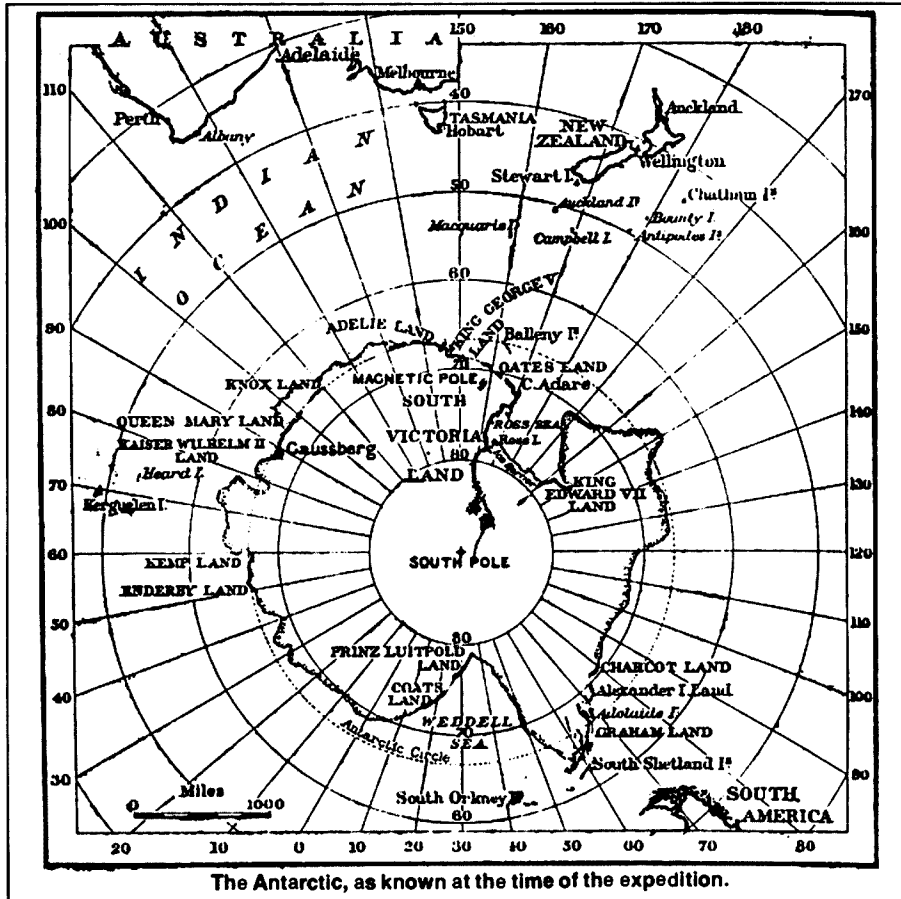 AUSTRALIA
150
160
170
180
Adelaide
Melbourne
110
170
40
Auckland
Perth
TASMANIA
Hobart
NEW
ZEALAND
Albany
Wellington
INDIAN
OCEAN
Stewart I.
50
Chatham Is
Auckland Is
100
Bounty I.
Macquarie Is
Campbell I.
Antipodes Is
160
60
KING GEORGE V
LAND
90
ADELIE LAND
Balleny Is
150
70
OATES LAND
KNOX LAND
MAGNETIC POLE
C. Adare
80
SOUTH
140
QUEEN MARY LAND
ROSS SEA
VICTORIA
Ross I.
KAISER WILHELM II
LAND
Gaussberg
80
Ice Barrier
Heard I.
LAND
KING
EDWARD VII
LAND
70
130
Kerguelen I.
60
SOUTH POLE
120
KEMP LAND
50
ENDERBY LAND
110
80
PRINZ LUITPOLD
LAND
CHARCOT LAND
40
COATS
LAND
Alexander I. Land
100
Adelaide I.
WEDDELL
SEA
70
GRAHAM LAND
Antarctic Circle
South Shetland Is
30
90
Miles
0 1000
South Orkney
SOUTH
AMERICA
60
20
10
0
10
20
30
40
50
60
70
80
The Antarctic, as known at the time of the expedition.